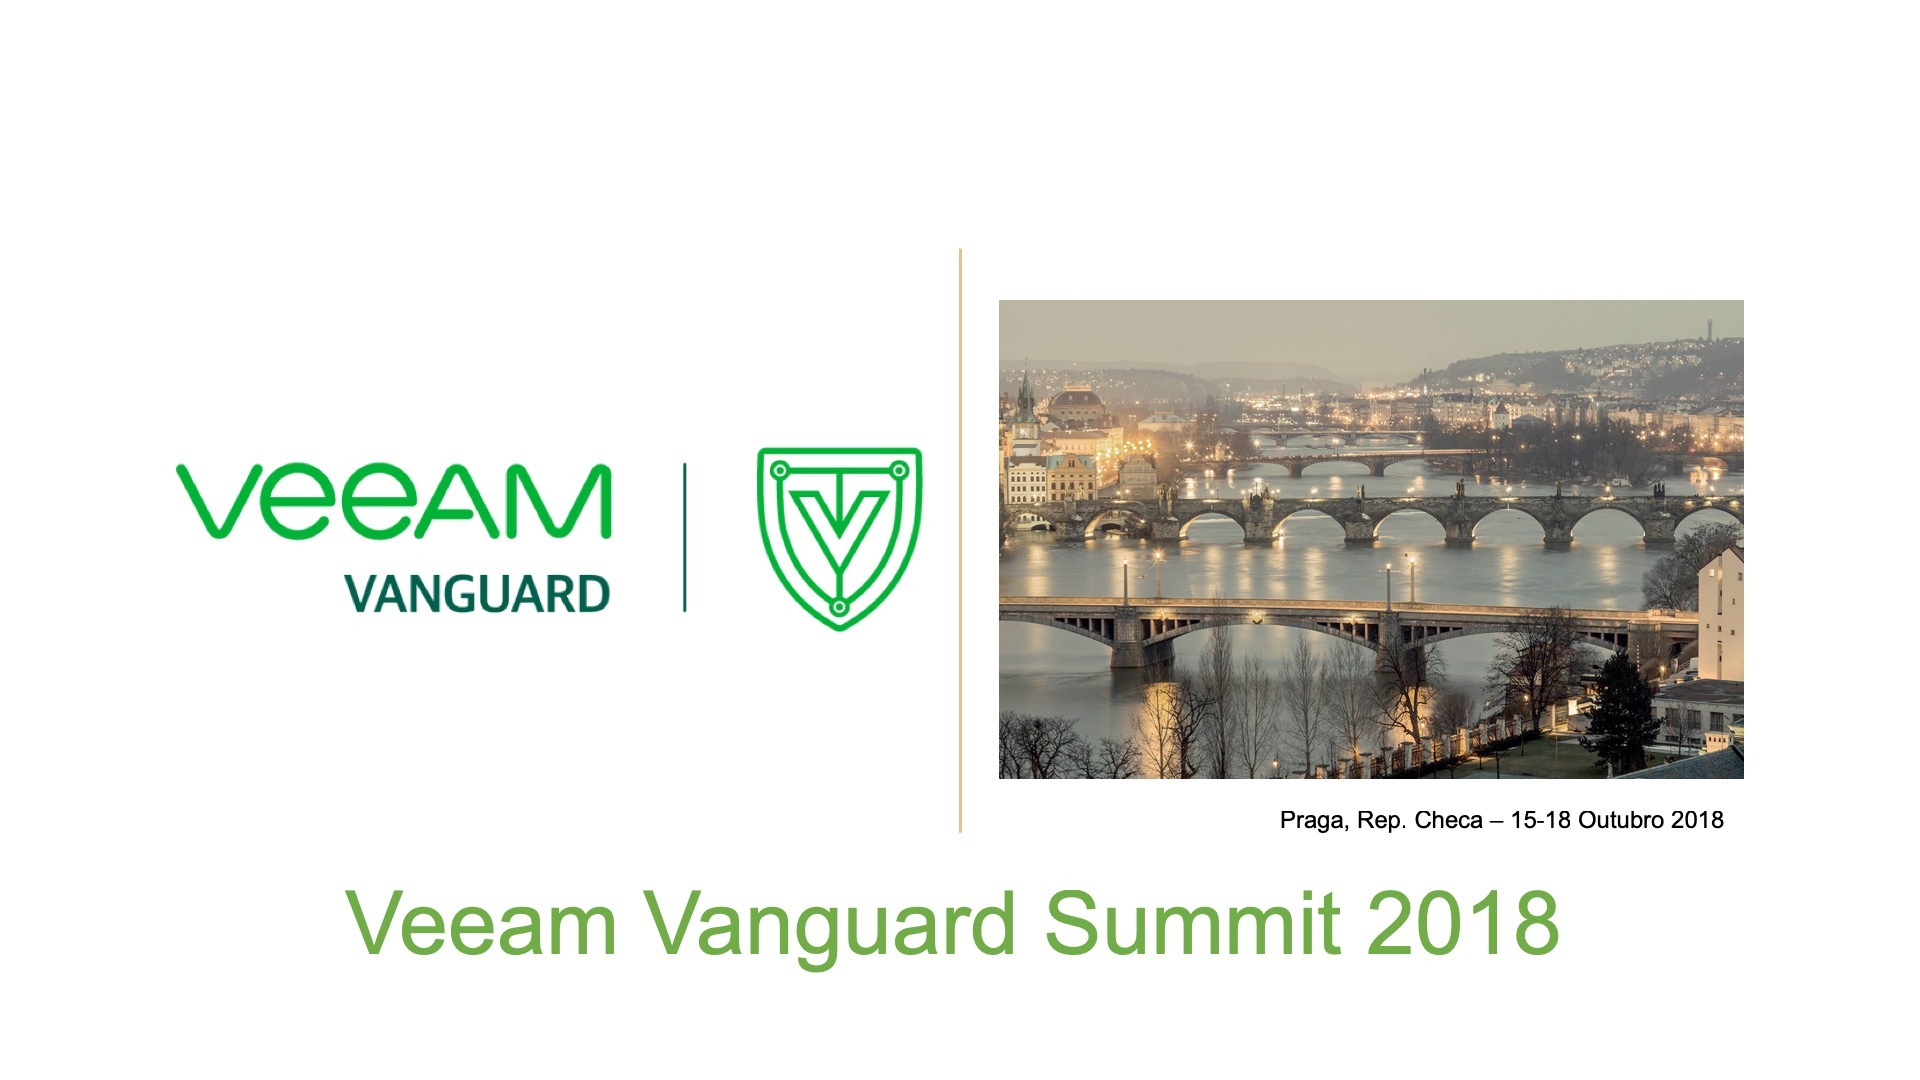 veeAM
VANGUARD
Praga, Rep. Checa – 15-18 Outubro 2018
Veeam Vanguard Summit 2018